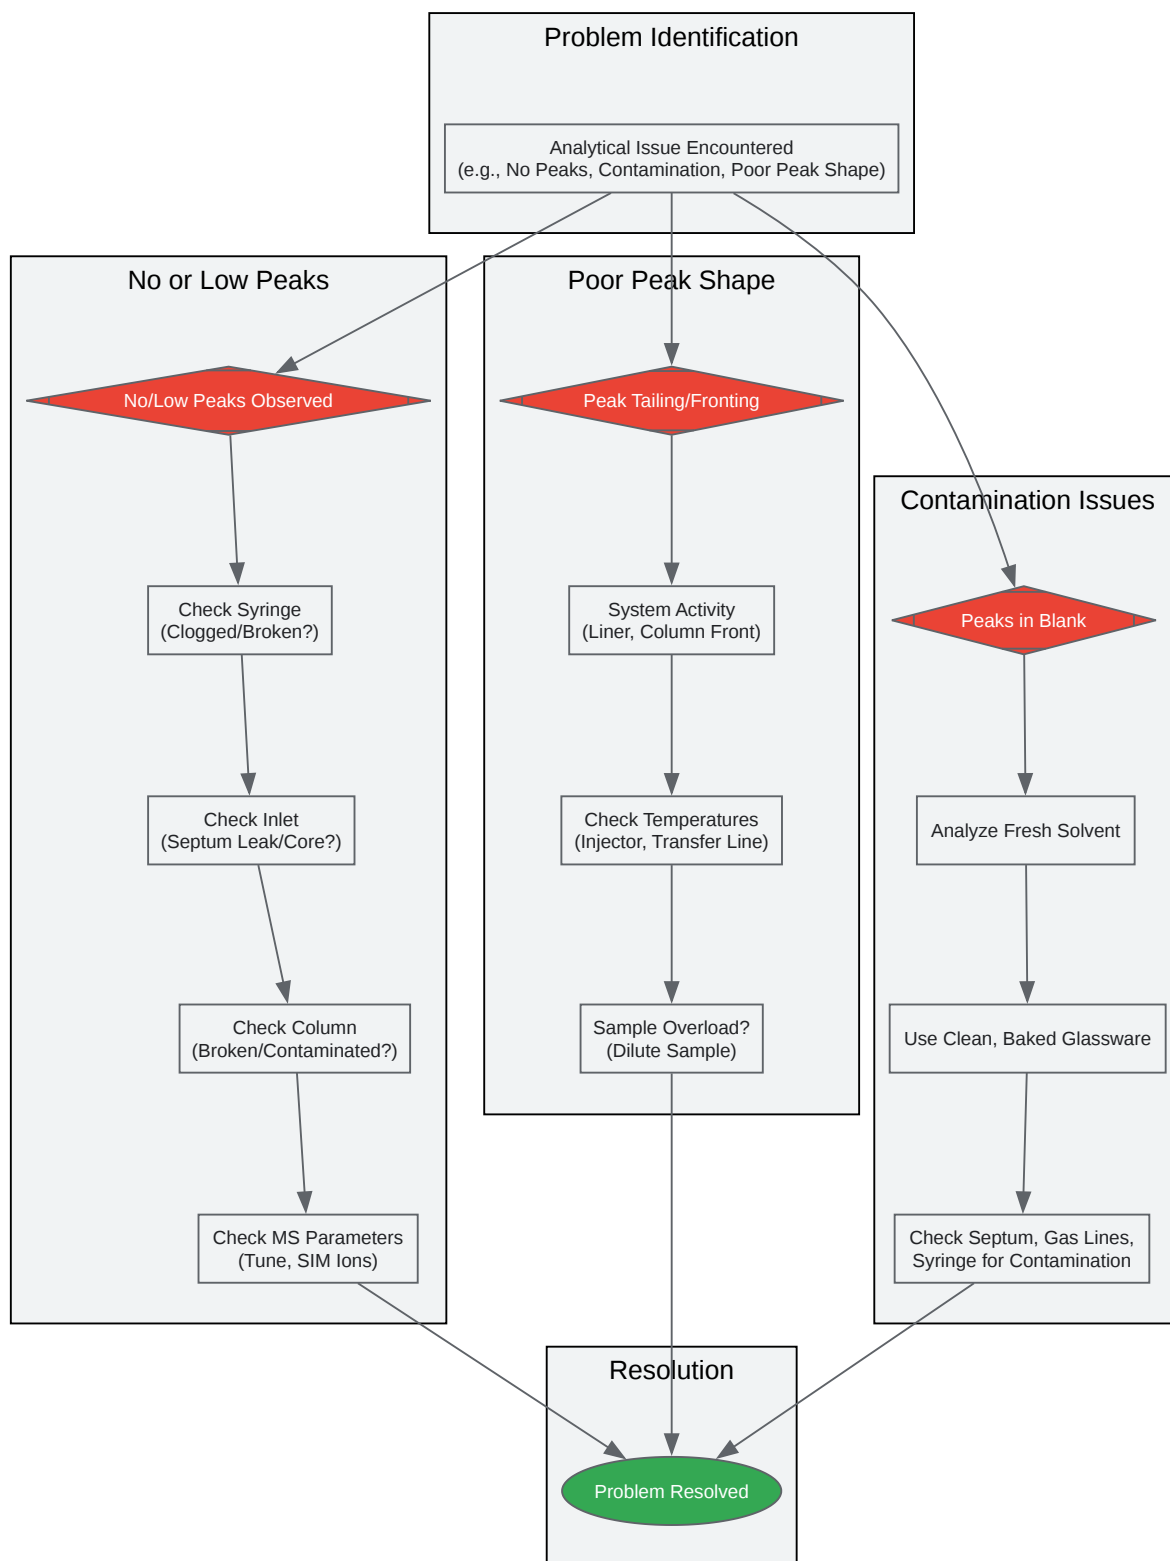 Problem Identification
Analytical Issue Encountered
(e.g., No Peaks, Contamination, Poor Peak Shape)
No or Low Peaks
No/Low Peaks Observed
Check Syringe
(Clogged/Broken?)
Check Inlet
(Septum Leak/Core?)
Check Column
(Broken/Contaminated?)
Check MS Parameters
(Tune, SIM Ions)
Poor Peak Shape
Peak Tailing/Fronting
System Activity
(Liner, Column Front)
Check Temperatures
(Injector, Transfer Line)
Sample Overload?
(Dilute Sample)
Contamination Issues
Peaks in Blank
Analyze Fresh Solvent
Use Clean, Baked Glassware
Check Septum, Gas Lines,
Syringe for Contamination
Resolution
Problem Resolved